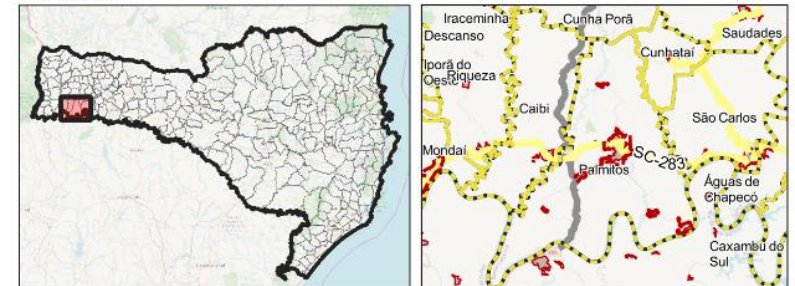 Iraceminha
Cunha Porã
Saudades
Descanso
Cunhataí
Iporã do
Oeste
Riqueza
Caibi
São Carlos
Mondaí
SC-283
Palmitos
Águas de
Chapecó
Caxambu do
Sul